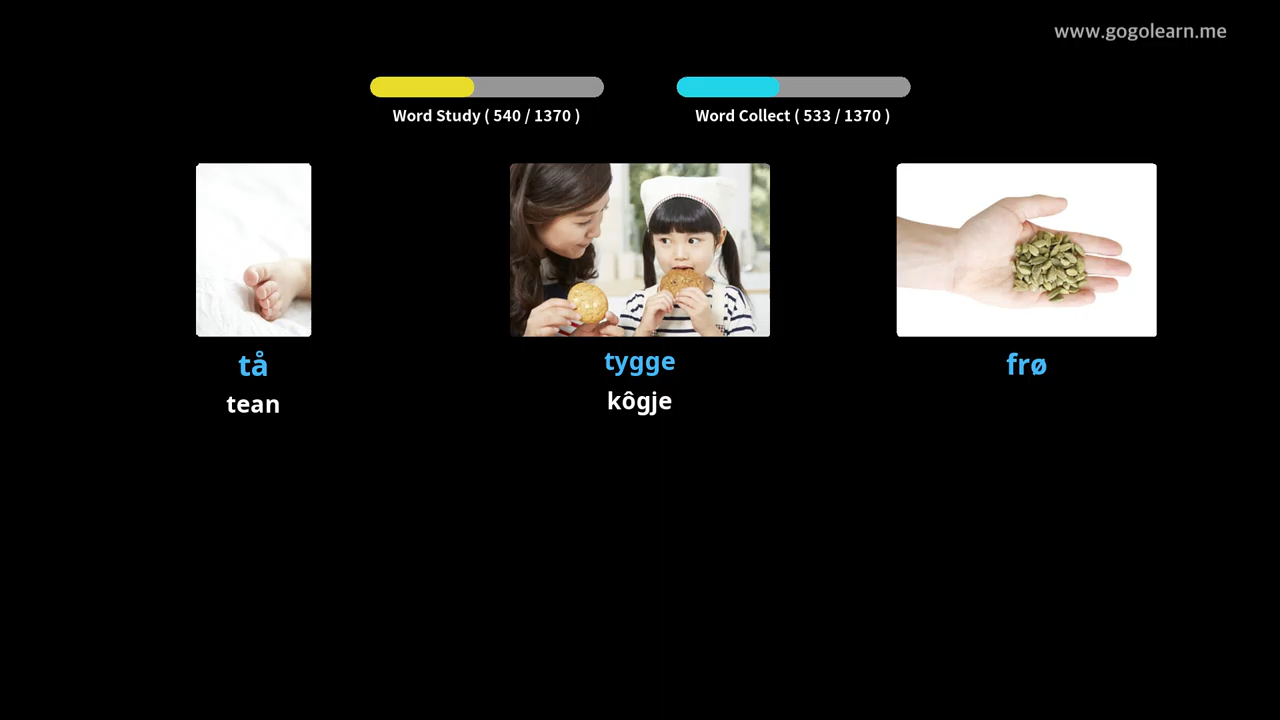 www.gogolearn.me
Word Study ( 540 / 1370 )
Word Collect ( 533 / 1370 )
tå
tean
tygge
kôgje
frø